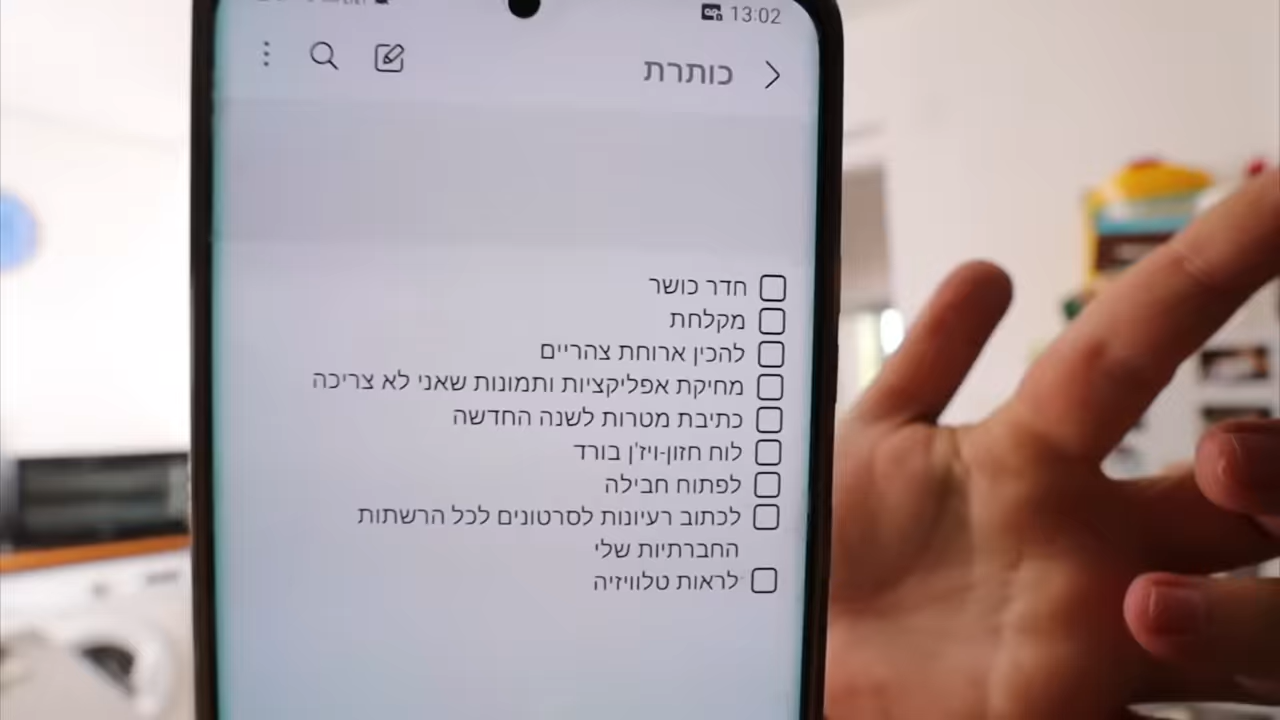 13:02
כותרת
חדר כושר
מקלחת
להכין ארוחת צהריים
מחיקת אפליקציות ותמונות שאני לא צריכה
כתיבת מטרות לשנה החדשה
לוח חזון-ויז'ן בורד
לפתוח חבילה
לכתוב רעיונות לסרטונים לכל הרשתות
החברתיות שלי
לראות טלוויזיה